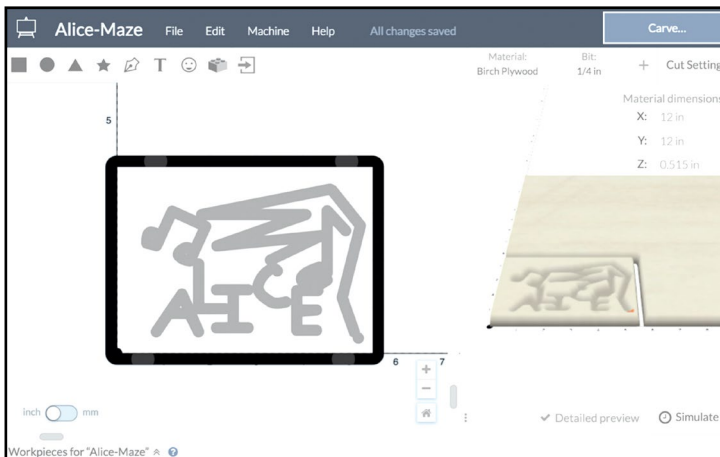 Alice-Maze File Edit Machine Help All changes saved Carve...
T
Material: Birch Plywood
Bit: 1/4 in
+ Cut Setting
Material dimensions
X: 12 in
Y: 12 in
Z: 0.515 in
5
ALICE
6 7
+
−
inch mm
Detailed preview Simulate
Workpieces for "Alice-Maze" ?